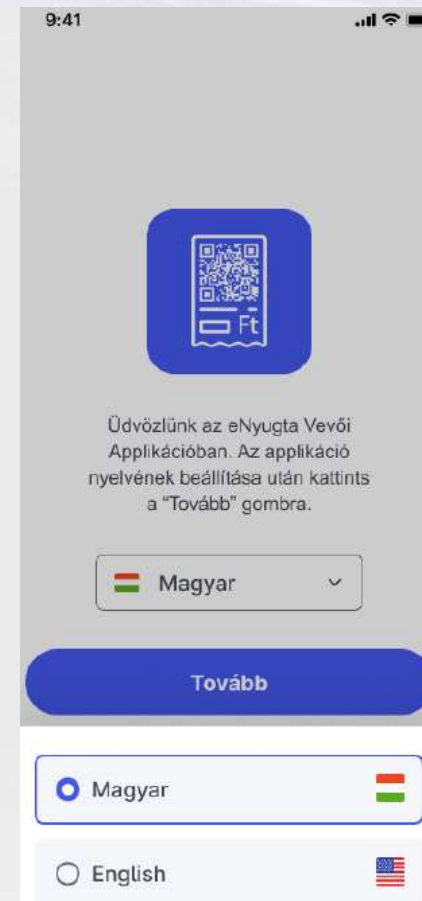 9:41
Ft
Üdvözlünk az eNyugta Vevői
Applikációban. Az applikáció
nyelvének beállítása után kattints
a “Tovább” gombra.
Magyar
Tovább
Magyar
English